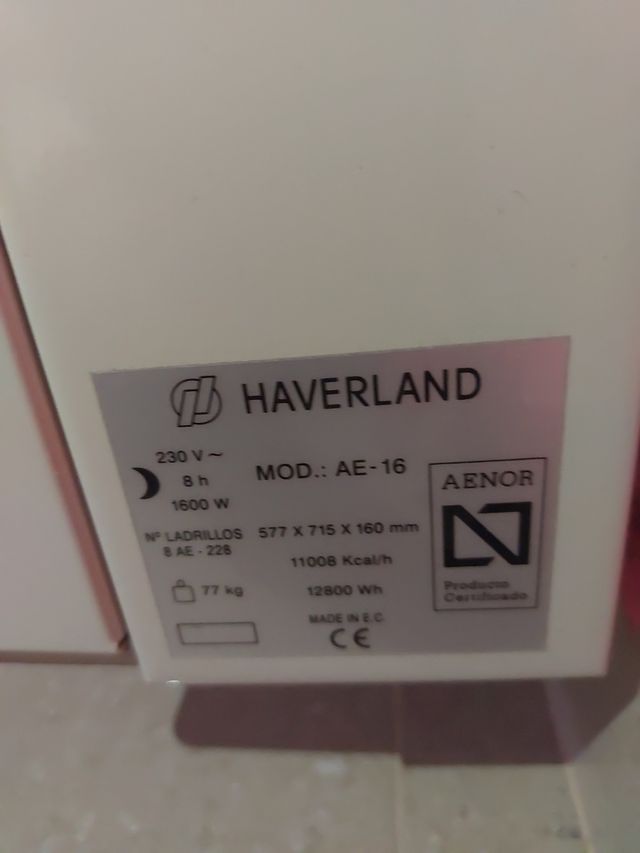 HAVERLAND
230 V ~
8 h
1600 W
MOD.: AE-16
Nº LADRILLOS
8 AE - 228
577 X 715 X 160 mm
11008 Kcal/h
77 kg
12800 Wh
MADE IN E.C.
CE
AENOR
Producto
Certificado